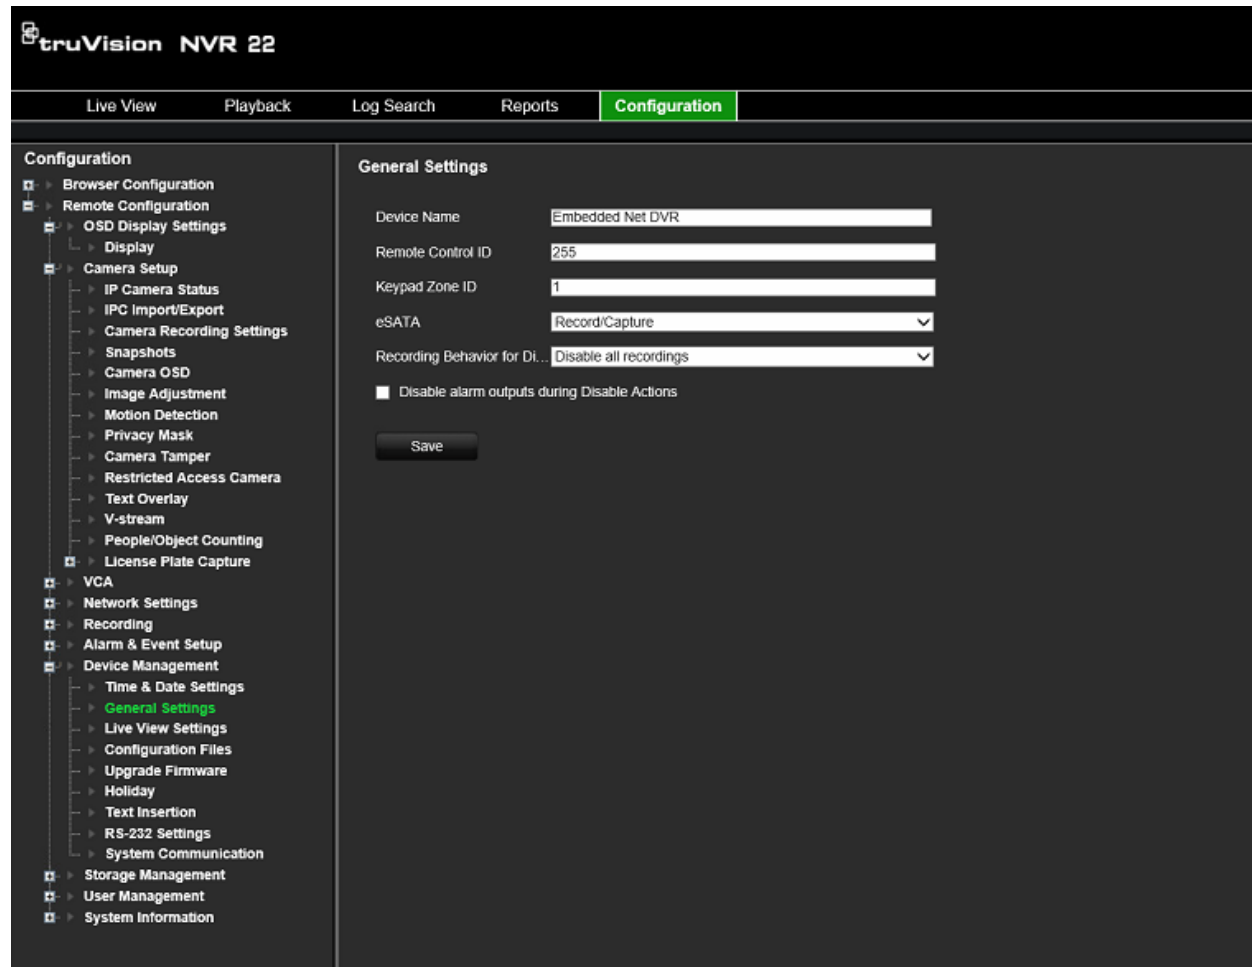 truVision NVR 22
Live View Playback Log Search Reports Configuration
Configuration
Browser Configuration
Remote Configuration
OSD Display Settings
Display
Camera Setup
IP Camera Status
IPC Import/Export
Camera Recording Settings
Snapshots
Camera OSD
Image Adjustment
Motion Detection
Privacy Mask
Camera Tamper
Restricted Access Camera
Text Overlay
V-stream
People/Object Counting
License Plate Capture
VCA
Network Settings
Recording
Alarm & Event Setup
Device Management
Time & Date Settings
General Settings
Live View Settings
Configuration Files
Upgrade Firmware
Holiday
Text Insertion
RS-232 Settings
System Communication
Storage Management
User Management
System Information
General Settings
Device Name Embedded Net DVR
Remote Control ID 255
Keypad Zone ID 1
eSATA Record/Capture
Recording Behavior for Di... Disable all recordings
Disable alarm outputs during Disable Actions
Save